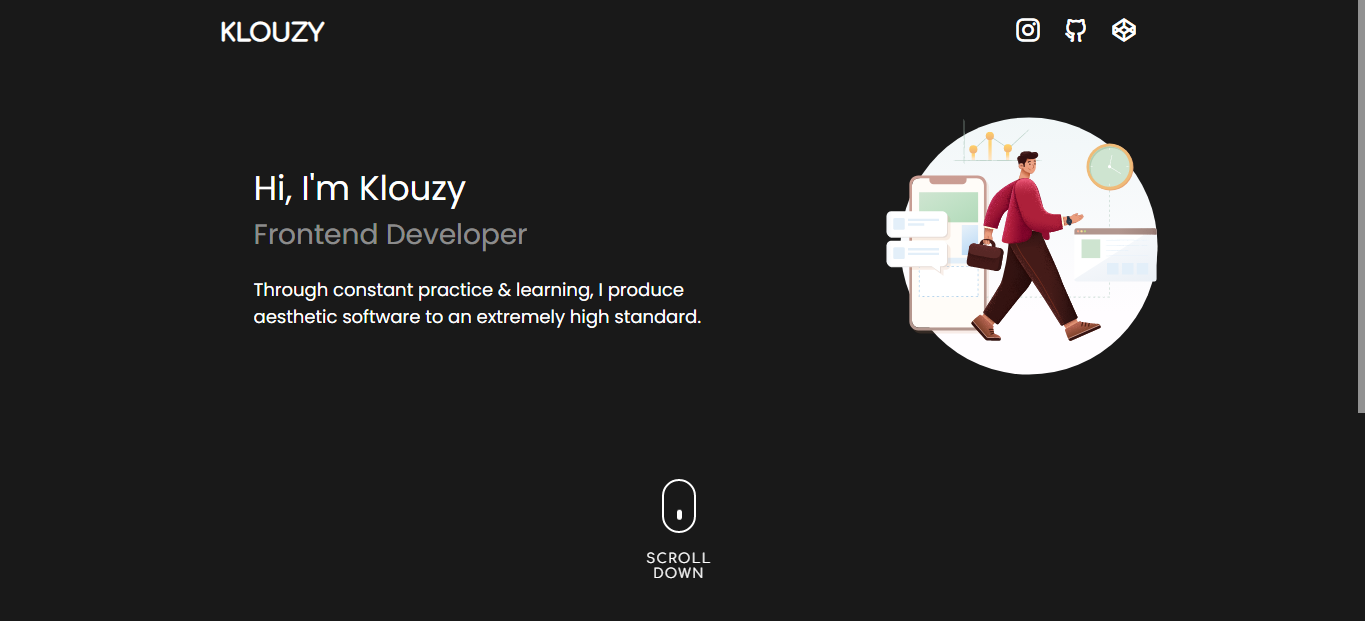 KLOUZY
Hi, I'm Klouzy
Frontend Developer
Through constant practice & learning, I produce
aesthetic software to an extremely high standard.
SCROLL
DOWN